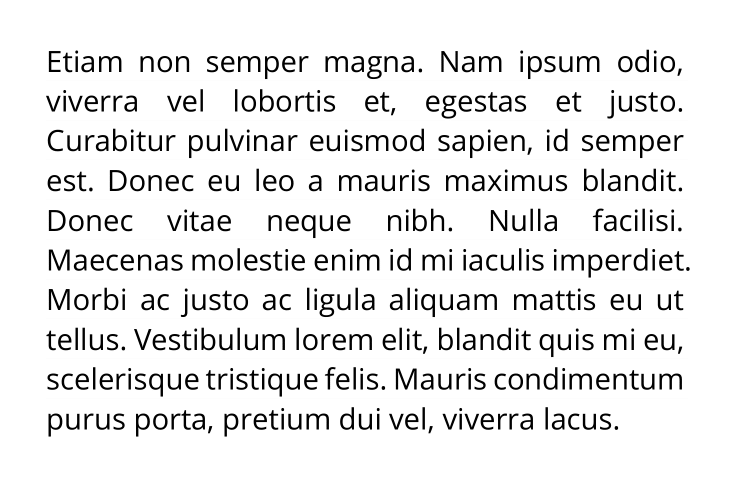 Etiam non semper magna. Nam ipsum odio,
viverra vel lobortis et, egestas et justo.
Curabitur pulvinar euismod sapien, id semper
est. Donec eu leo a mauris maximus blandit.
Donec vitae neque nibh. Nulla facilisi.
Maecenas molestie enim id mi iaculis imperdiet.
Morbi ac justo ac ligula aliquam mattis eu ut
tellus. Vestibulum lorem elit, blandit quis mi eu,
scelerisque tristique felis. Mauris condimentum
purus porta, pretium dui vel, viverra lacus.